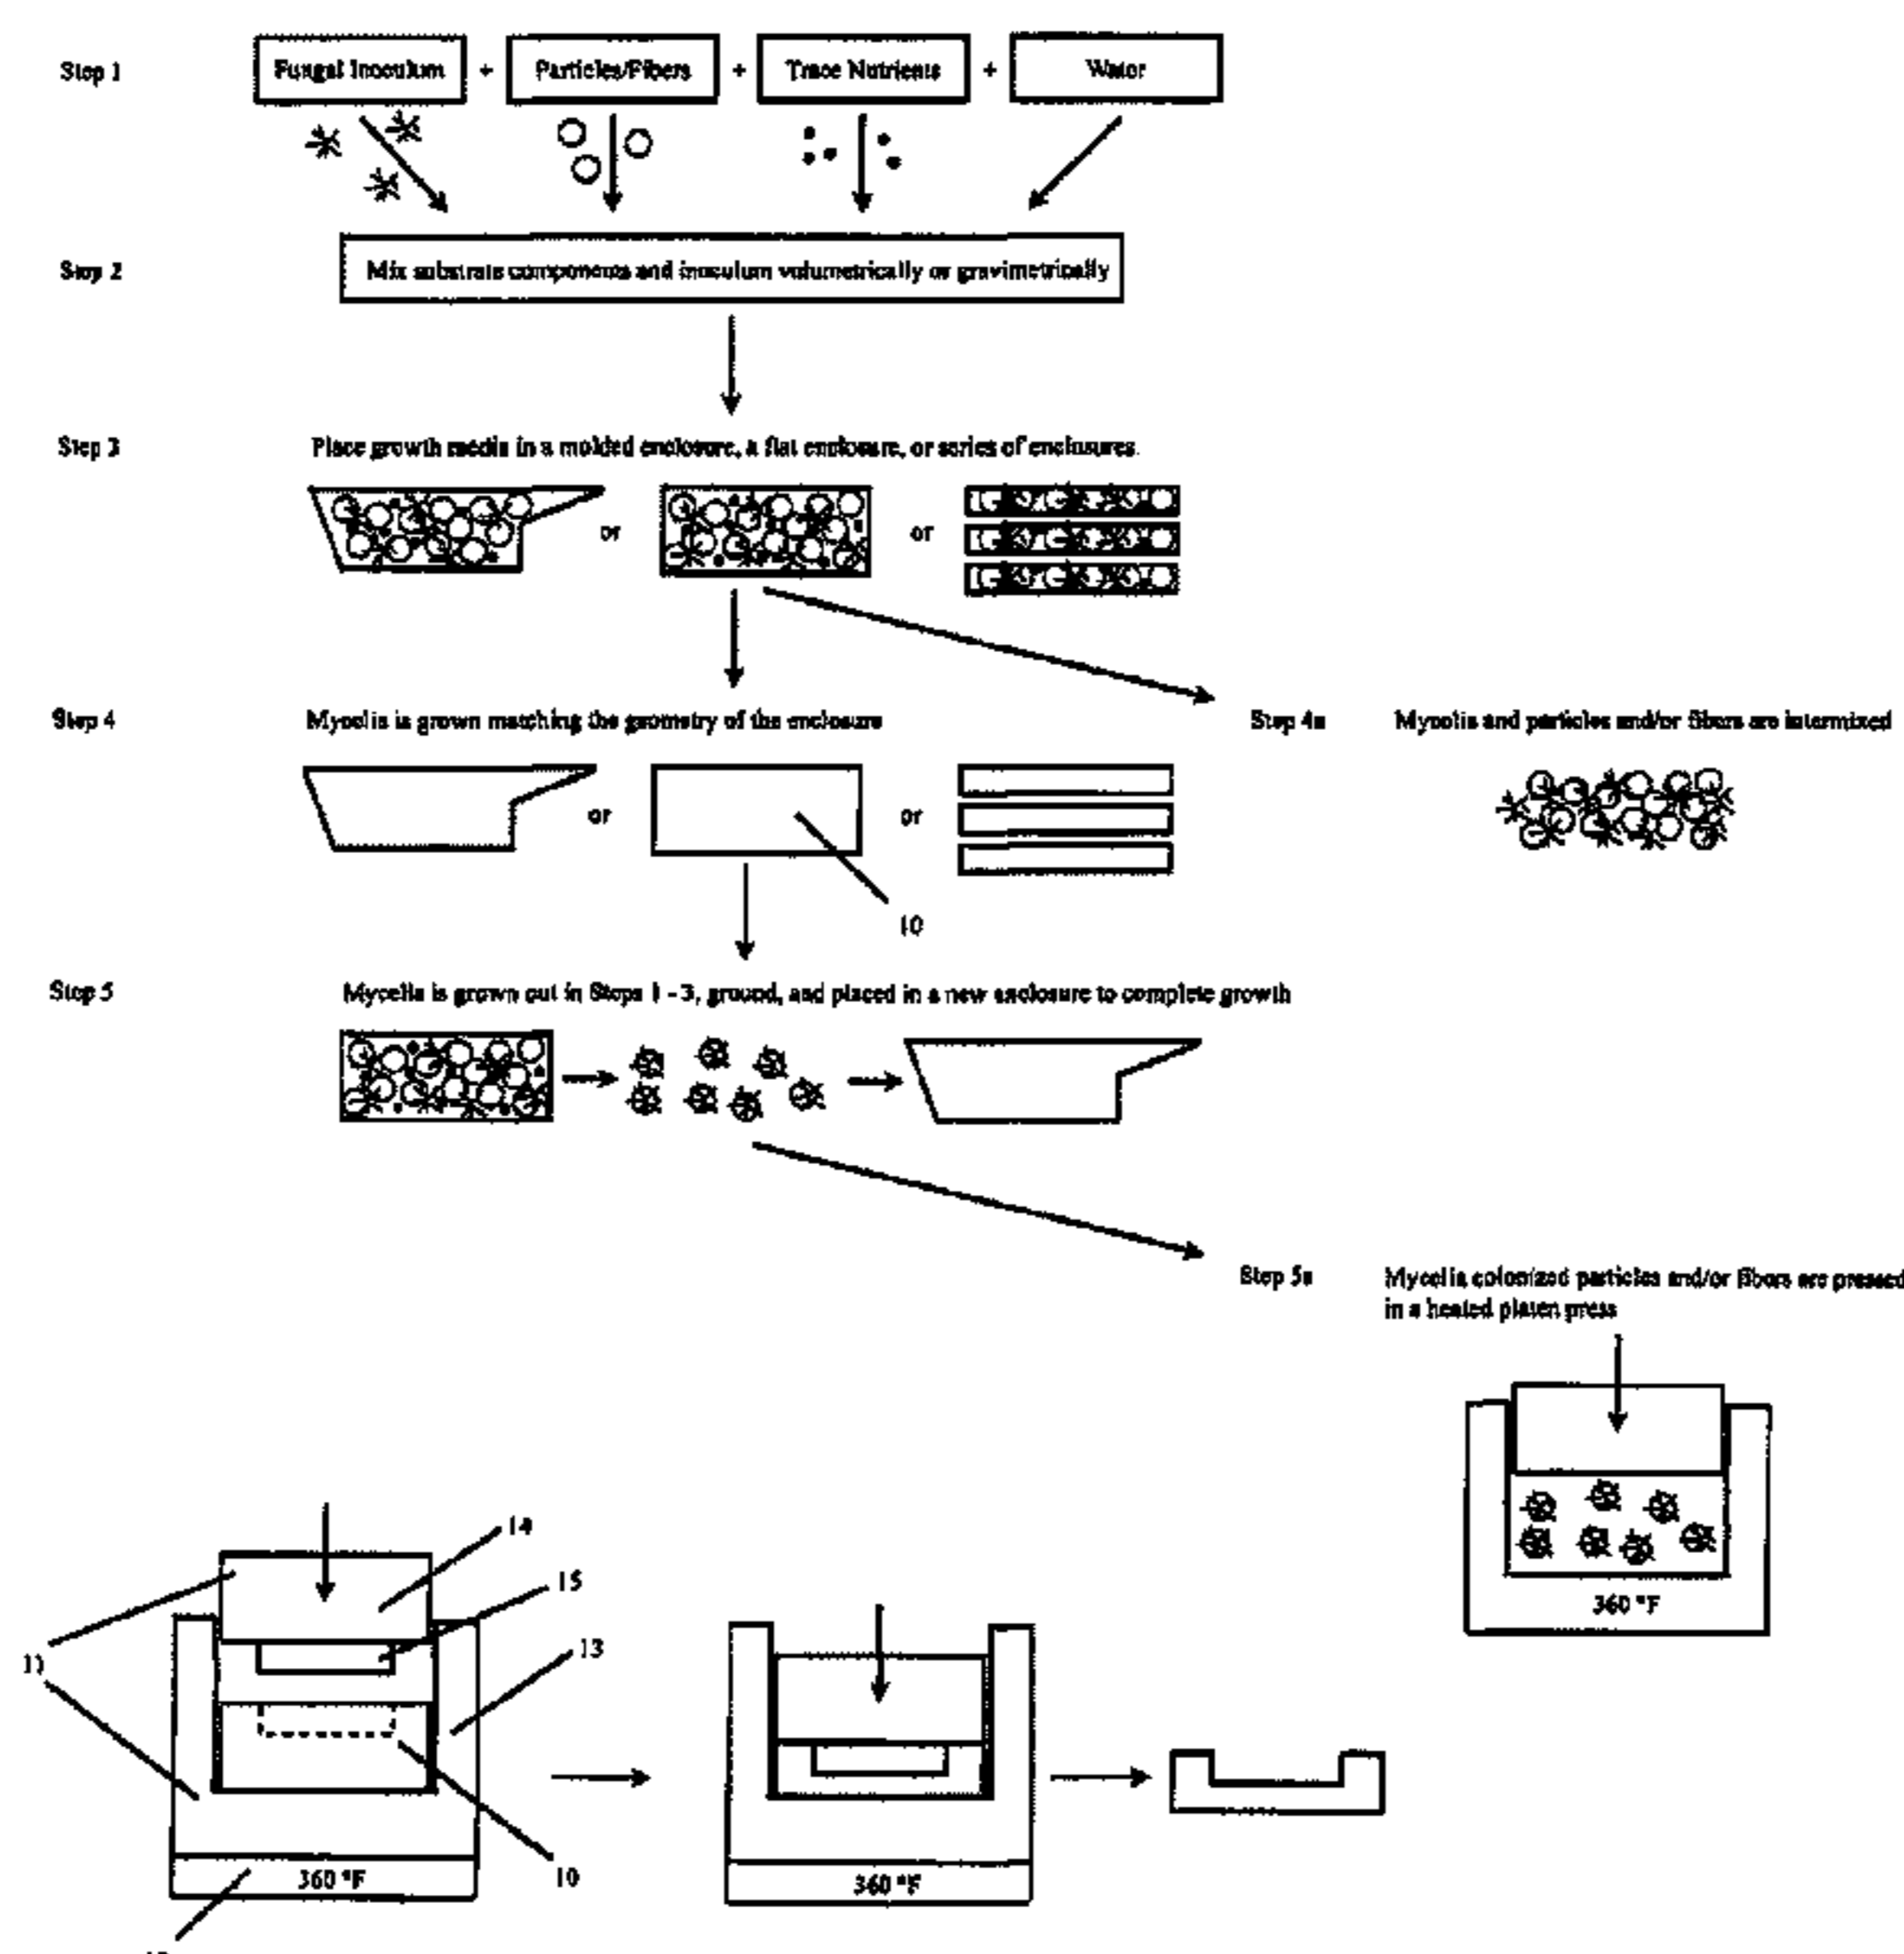 Step 1
Fungal Inoculum + Particles/Fibers + Trace Nutrients + Water
Step 2
Mix substrate components and inoculum volumetrically or gravimetrically
Step 3
Place growth media in a molded enclosure, a flat enclosure, or series of enclosures.
or
or
Step 4
Mycelia is grown matching the geometry of the enclosure
Step 4a
Mycelia and particles and/or fibers are intermixed
or
or
10
Step 5
Mycelia is grown out in Steps 1 - 3, ground, and placed in a new enclosure to complete growth
Step 5a
Mycelia colonized particles and/or fibers are pressed
in a heated platen press
360 °F
14
15
13
11
10
360 °F
360 °F